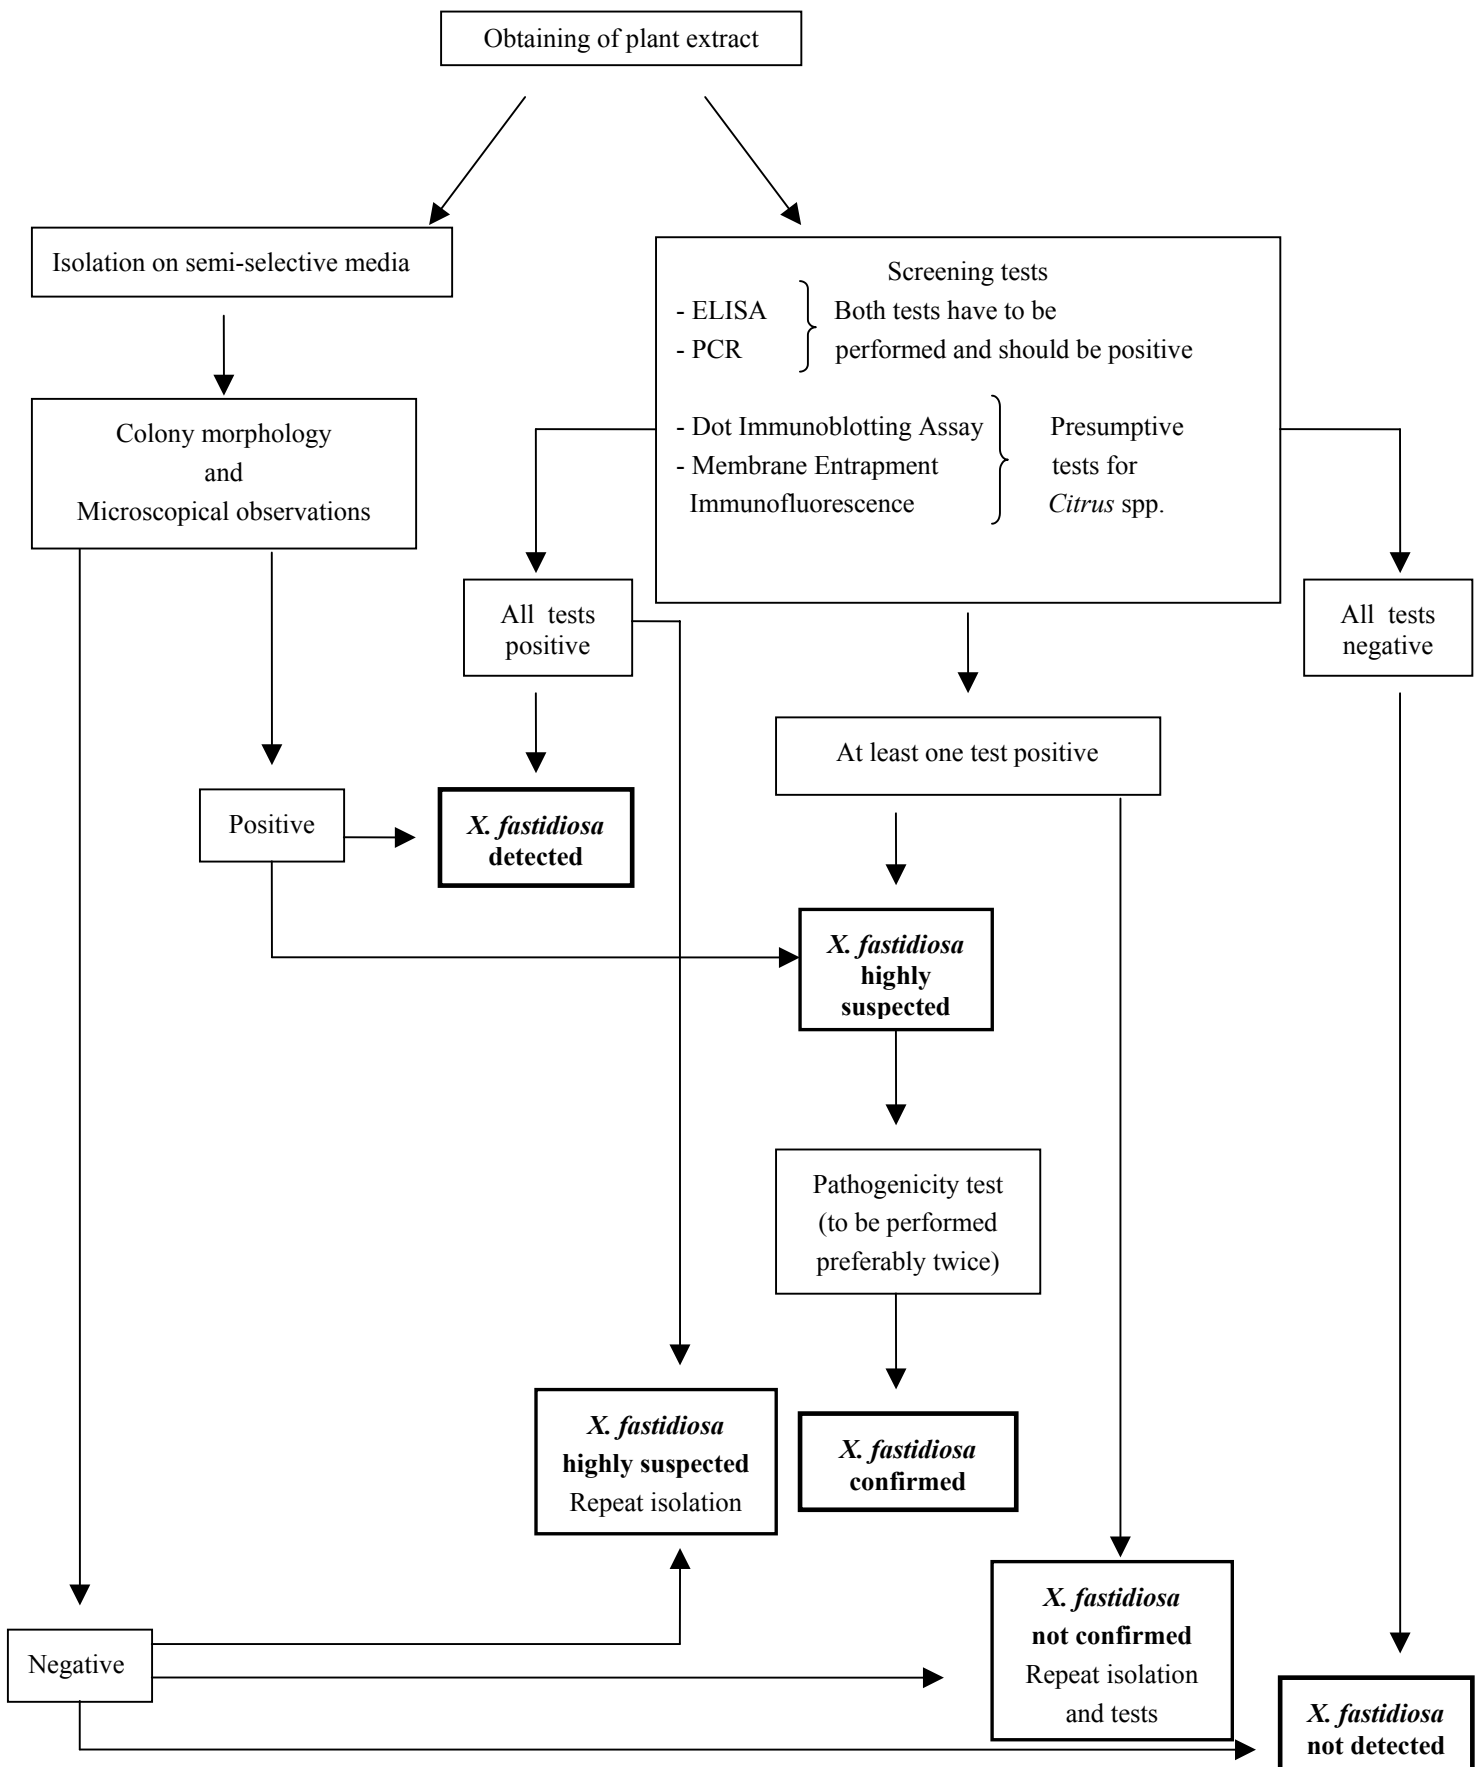 Obtaining of plant extract
Isolation on semi-selective media
Screening tests
- ELISA
- PCR
Both tests have to be
performed and should be positive
- Dot Immunoblotting Assay
- Membrane Entrapment
Immunofluorescence
Presumptive
tests for
Citrus spp.
Colony morphology
and
Microscopical observations
All tests
positive
All tests
negative
At least one test positive
Positive
X. fastidiosa
detected
X. fastidiosa
highly
suspected
Pathogenicity test
(to be performed
preferably twice)
X. fastidiosa
highly suspected
Repeat isolation
X. fastidiosa
confirmed
X. fastidiosa
not confirmed
Repeat isolation
and tests
Negative
X. fastidiosa
not detected